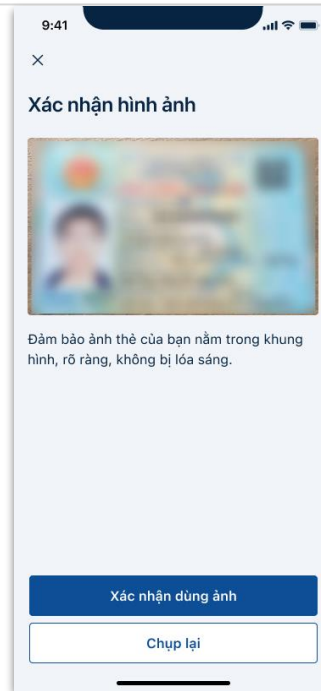 9:41
Xác nhận hình ảnh
Đảm bảo ảnh thẻ của bạn nằm trong khung
hình, rõ ràng, không bị lóa sáng.
Xác nhận dùng ảnh
Chụp lại